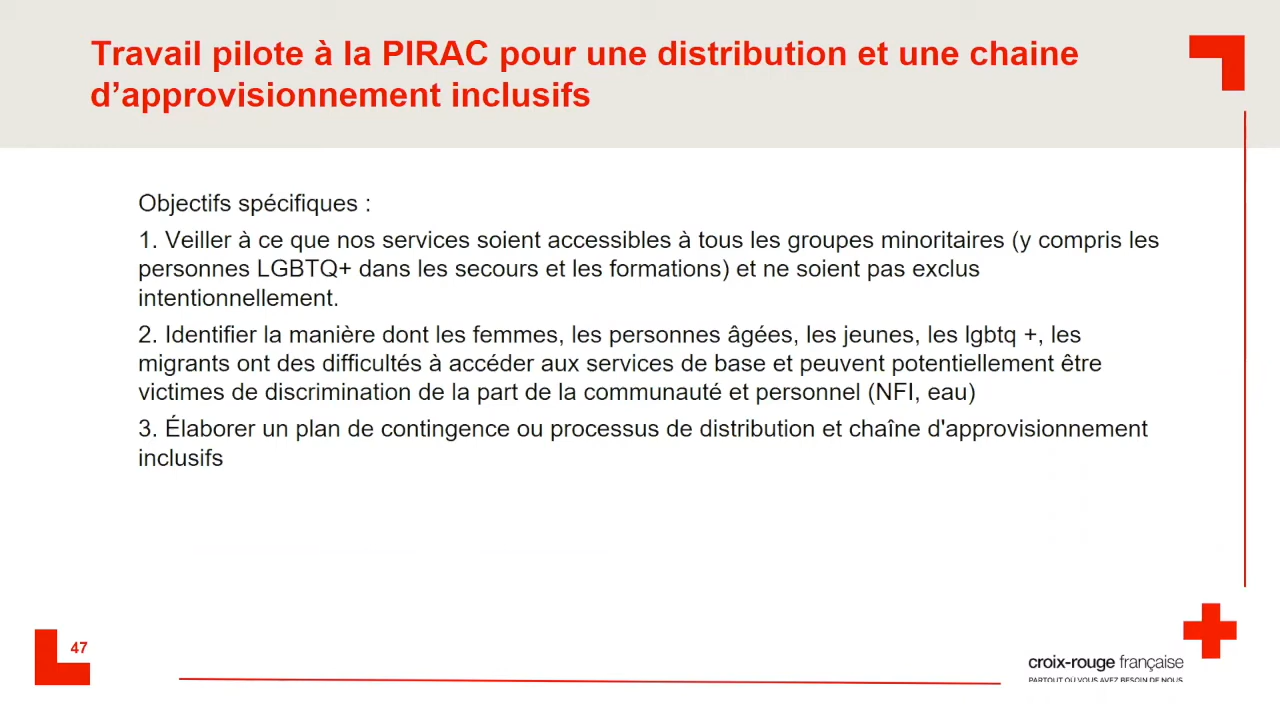 Travail pilote à la PIRAC pour une distribution et une chaine
d’approvisionnement inclusifs
Objectifs spécifiques :
1. Veiller à ce que nos services soient accessibles à tous les groupes minoritaires (y compris les
personnes LGBTQ+ dans les secours et les formations) et ne soient pas exclus
intentionnellement.
2. Identifier la manière dont les femmes, les personnes âgées, les jeunes, les lgbtq +, les
migrants ont des difficultés à accéder aux services de base et peuvent potentiellement être
victimes de discrimination de la part de la communauté et personnel (NFI, eau)
3. Élaborer un plan de contingence ou processus de distribution et chaîne d'approvisionnement
inclusifs
47
croix-rouge française
PARTOUT OÙ VOUS AVEZ BESOIN DE NOUS